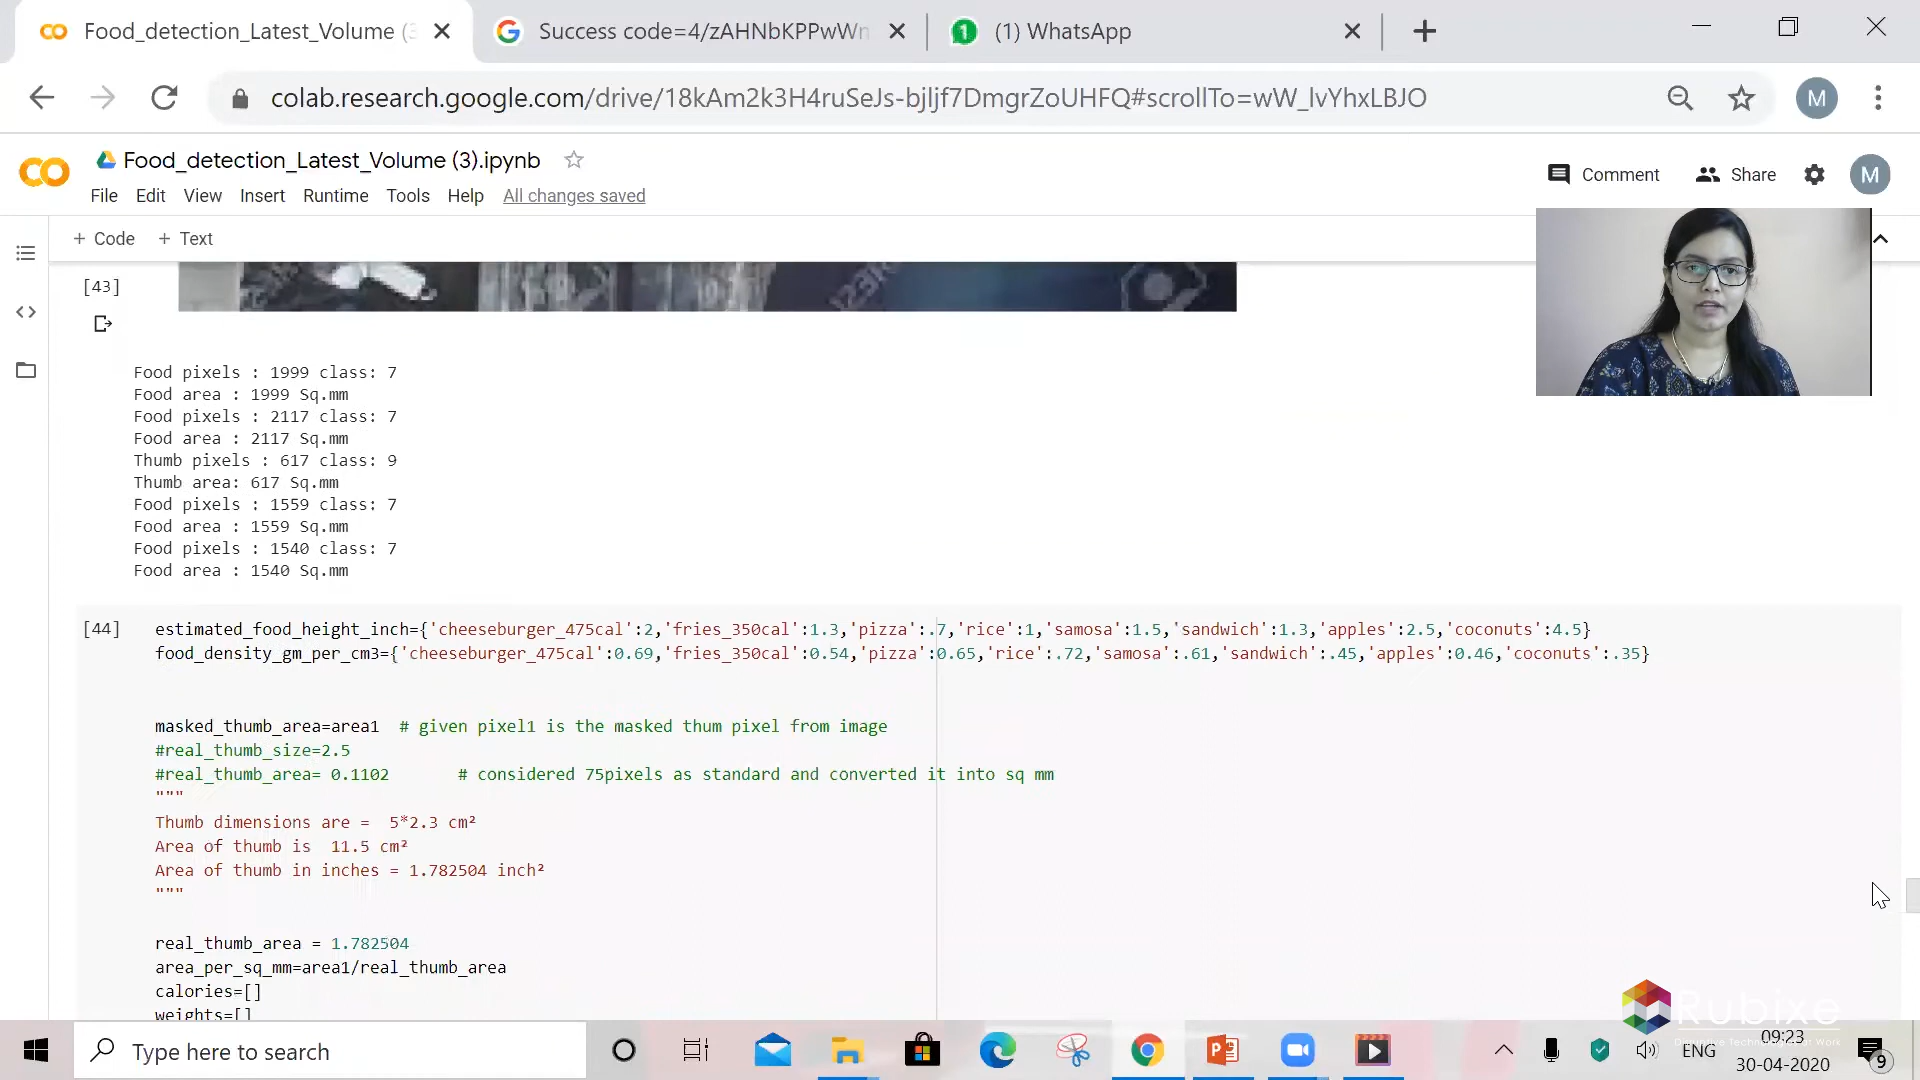 Food_detection_Latest_Volume (3
Success code=4/zAHNbKPPwWn
(1) WhatsApp
colab.research.google.com/drive/18kAm2k3H4ruSeJs-bjljf7DmgrZoUHFQ#scrollTo=wW_lvYhxLBJO
M
Food_detection_Latest_Volume (3).ipynb
File Edit View Insert Runtime Tools Help All changes saved
Comment Share M
+ Code + Text
[43]
Food pixels : 1999 class: 7
Food area : 1999 Sq.mm
Food pixels : 2117 class: 7
Food area : 2117 Sq.mm
Thumb pixels : 617 class: 9
Thumb area: 617 Sq.mm
Food pixels : 1559 class: 7
Food area : 1559 Sq.mm
Food pixels : 1540 class: 7
Food area : 1540 Sq.mm
[44] estimated_food_height_inch={'cheeseburger_475cal':2,'fries_350cal':1.3,'pizza':.7,'rice':1,'samosa':1.5,'sandwich':1.3,'apples':2.5,'coconuts':4.5}
food_density_gm_per_cm3={'cheeseburger_475cal':0.69,'fries_350cal':0.54,'pizza':0.65,'rice':.72,'samosa':.61,'sandwich':.45,'apples':0.46,'coconuts':.35}
masked_thumb_area=area1 # given pixel1 is the masked thum pixel from image
#real_thumb_size=2.5
#real_thumb_area= 0.1102 # considered 75pixels as standard and converted it into sq mm
"""
Thumb dimensions are = 5*2.3 cm²
Area of thumb is 11.5 cm²
Area of thumb in inches = 1.782504 inch²
"""
real_thumb_area = 1.782504
area_per_sq_mm=area1/real_thumb_area
calories=[]
weights=[]
Rubixe
Type here to search
ENG
09:23
30-04-2020
9